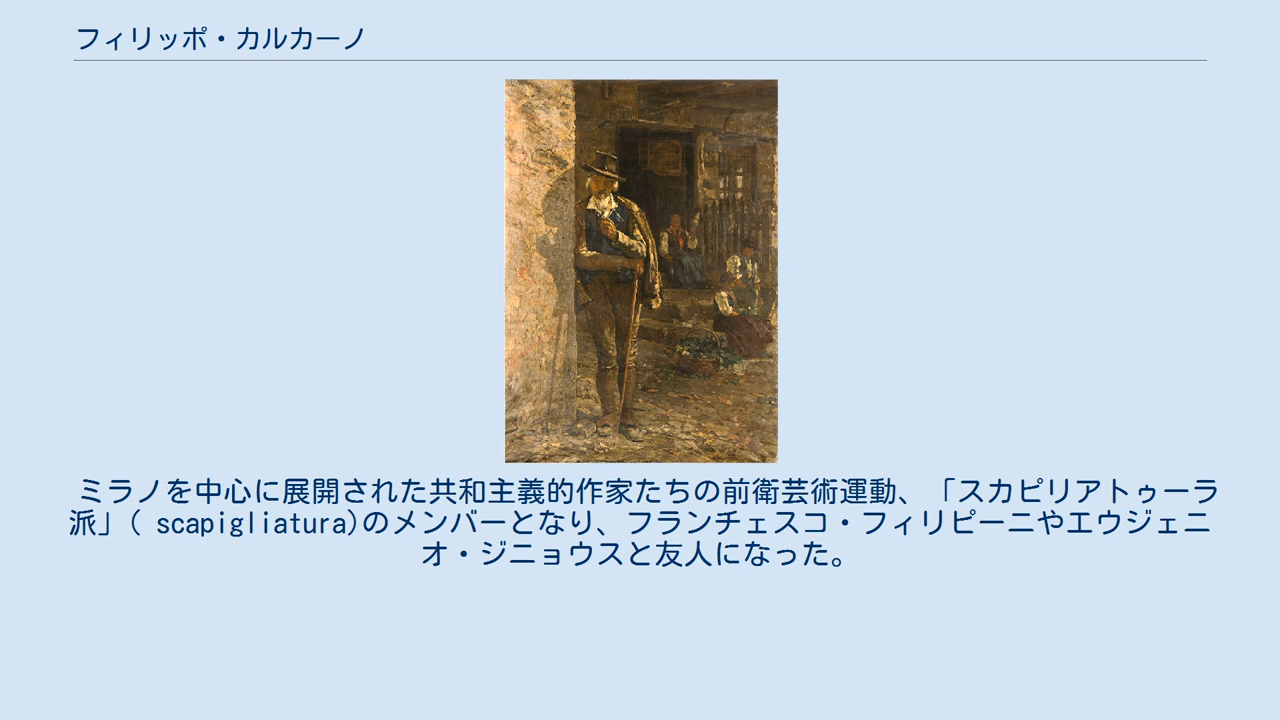 フィリッポ・カルカーノ
ミラノを中心に展開された共和主義的作家たちの前衛芸術運動、「スカピリアトゥーラ
派」( scapigliatura)のメンバーとなり、フランチェスコ・フィリピーニやエウジェニ
オ・ジニョウスと友人になった。